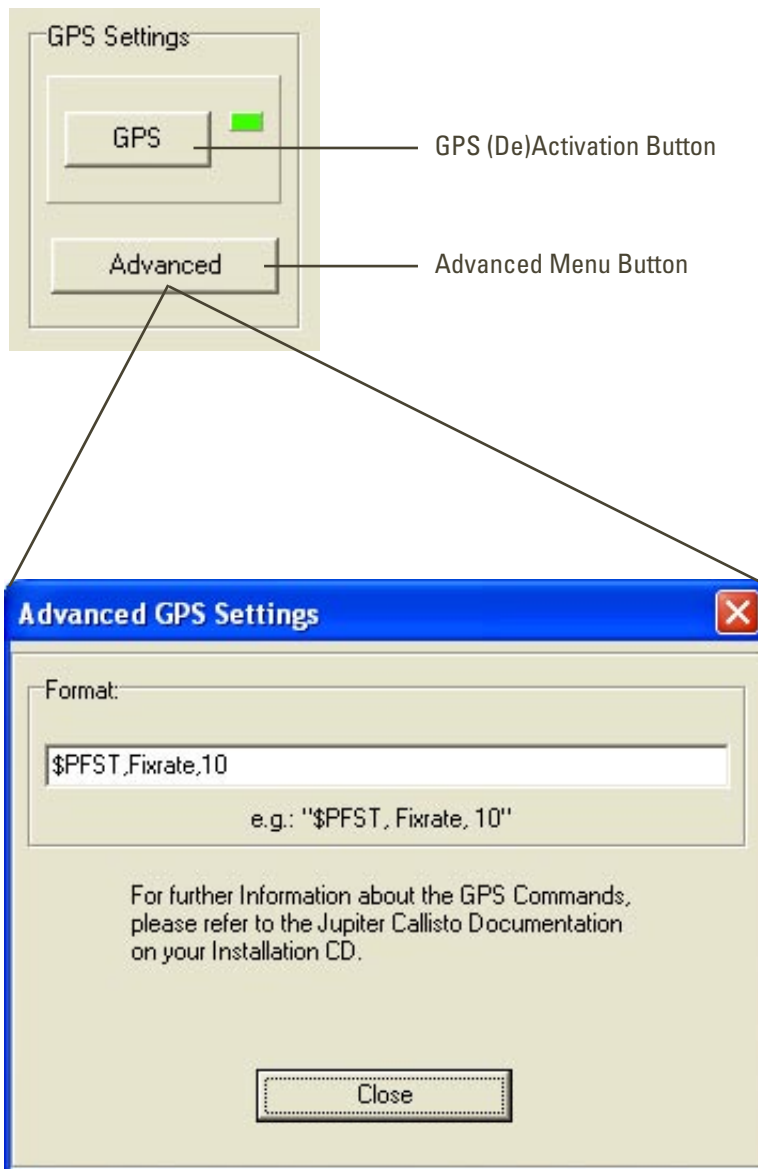 GPS Settings
GPS
GPS (De)Activation Button
Advanced
Advanced Menu Button
Advanced GPS Settings
Format:
$PFST,Fixrate,10
e.g.: "$PFST, Fixrate, 10"
For further Information about the GPS Commands,
please refer to the Jupiter Callisto Documentation
on your Installation CD.
Close